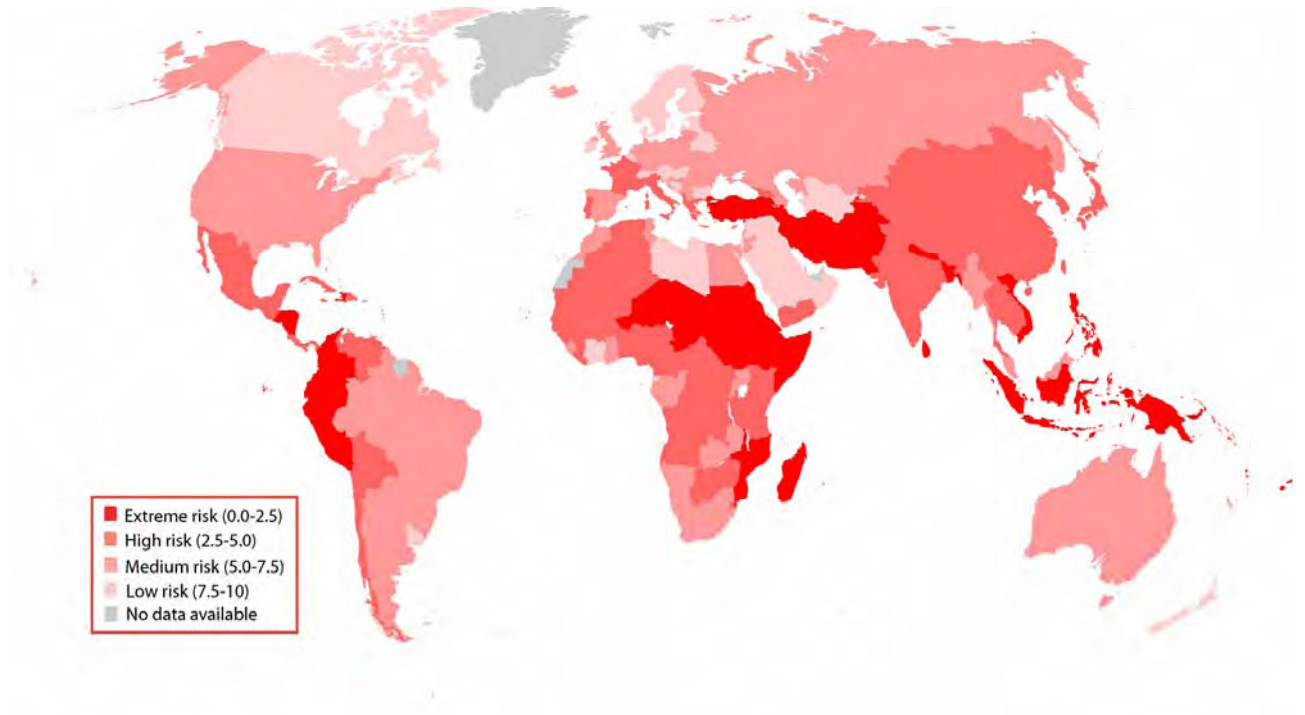 Extreme risk (0.0-2.5)
High risk (2.5-5.0)
Medium risk (5.0-7.5)
Low risk (7.5-10)
No data available